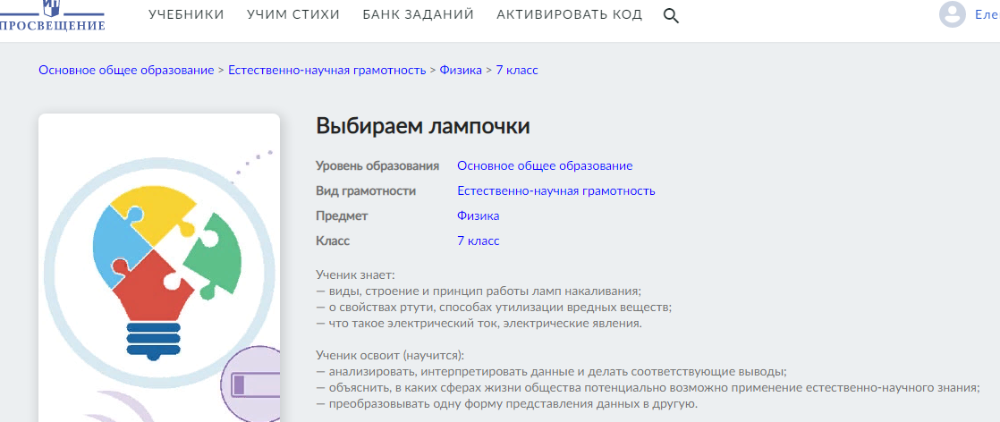 ПРОСВЕЩЕНИЕ
УЧЕБНИКИ УЧИМ СТИХИ БАНК ЗАДАНИЙ АКТИВИРОВАТЬ КОД
Еле
Основное общее образование > Естественно-научная грамотность > Физика > 7 класс
Выбираем лампочки
Уровень образования Основное общее образование
Вид грамотности Естественно-научная грамотность
Предмет Физика
Класс 7 класс
Ученик знает:
— виды, строение и принцип работы ламп накаливания;
— о свойствах ртути, способах утилизации вредных веществ;
— что такое электрический ток, электрические явления.
Ученик освоит (научится):
— анализировать, интерпретировать данные и делать соответствующие выводы;
— объяснить, в каких сферах жизни общества потенциально возможно применение естественно-научного знания;
— преобразовывать одну форму представления данных в другую.